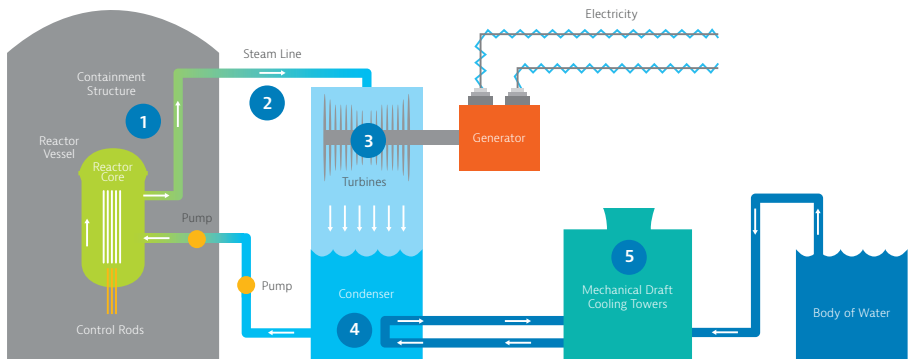 Electricity
Steam Line
Containment
Structure
1
2
Reactor
Vessel
Reactor
Core
3
Generator
Turbines
Pump
Pump
5
Mechanical Draft
Cooling Towers
Condenser
4
Control Rods
Body of Water